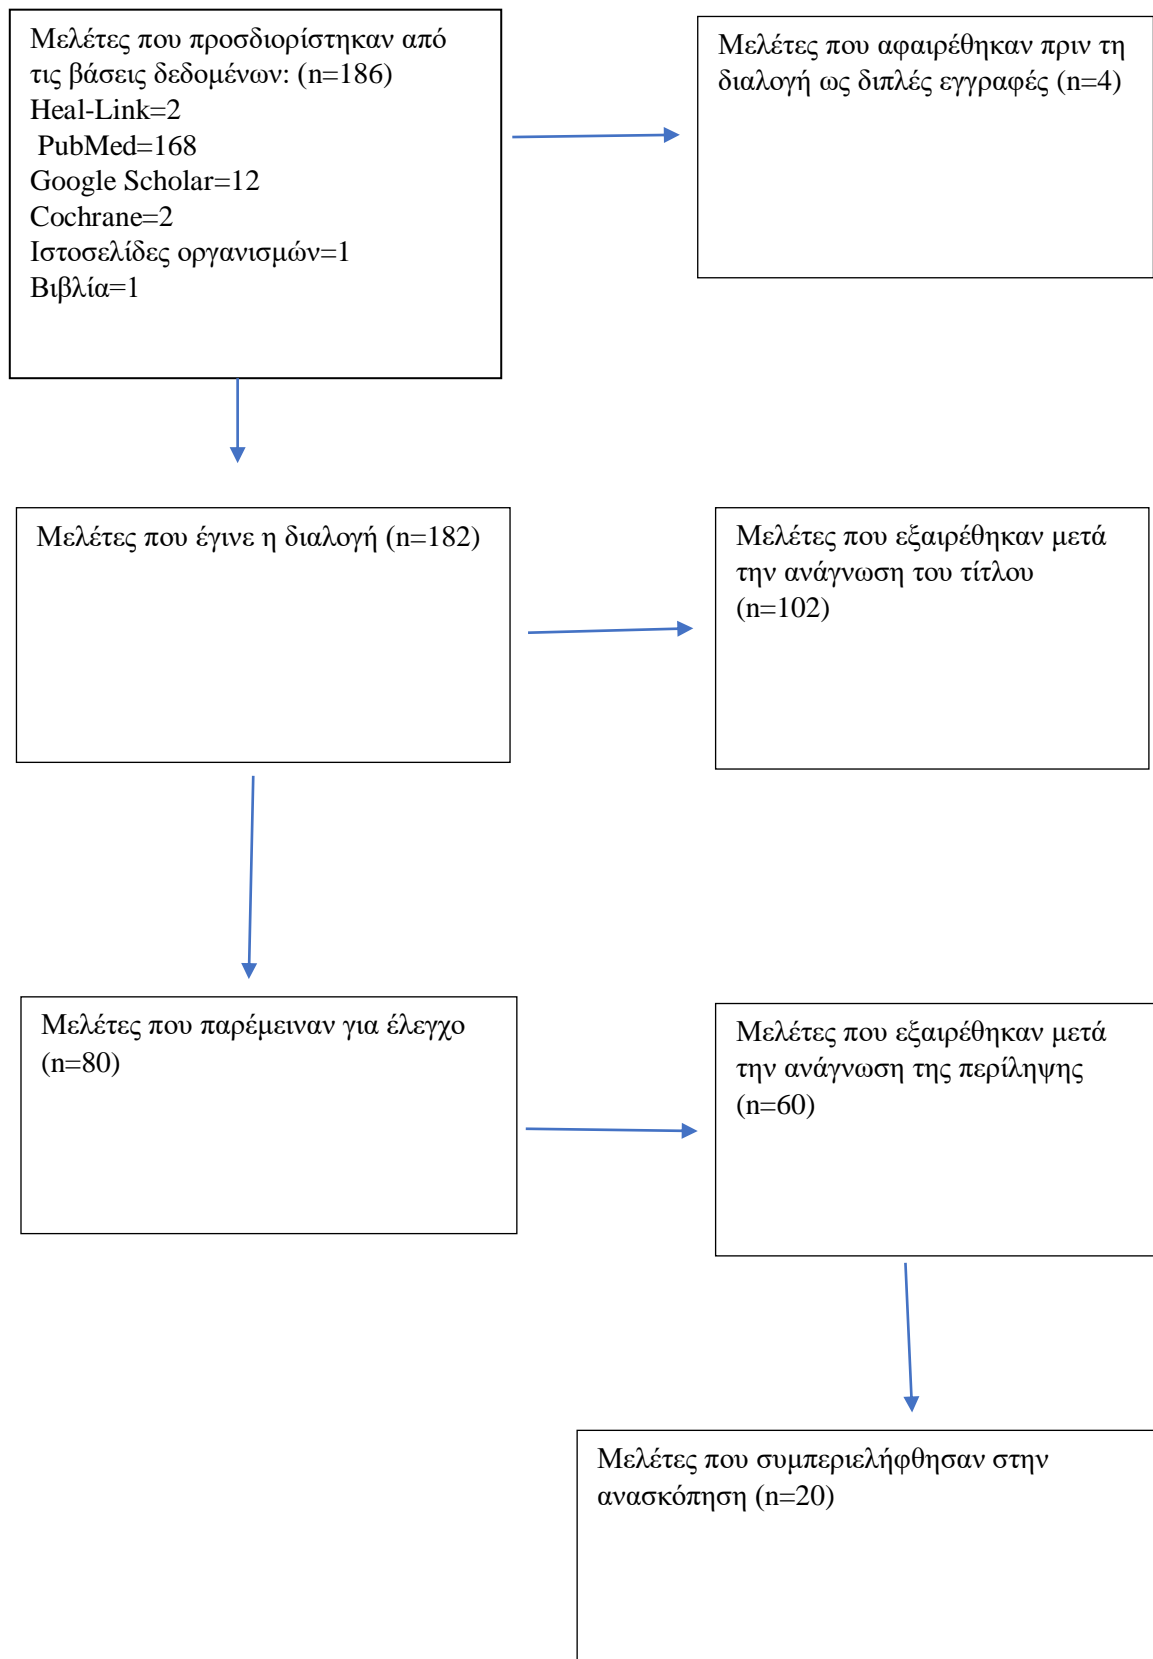 Μελέτες που προσδιορίστηκαν από
τις βάσεις δεδομένων: (n=186)
Heal-Link=2
PubMed=168
Google Scholar=12
Cochrane=2
Ιστοσελίδες οργανισμών=1
Βιβλία=1
Μελέτες που αφαιρέθηκαν πριν τη
διαλογή ως διπλές εγγραφές (n=4)
Μελέτες που έγινε η διαλογή (n=182)
Μελέτες που εξαιρέθηκαν μετά
την ανάγνωση του τίτλου
(n=102)
Μελέτες που παρέμειναν για έλεγχο
(n=80)
Μελέτες που εξαιρέθηκαν μετά
την ανάγνωση της περίληψης
(n=60)
Μελέτες που συμπεριελήφθησαν στην
ανασκόπηση (n=20)